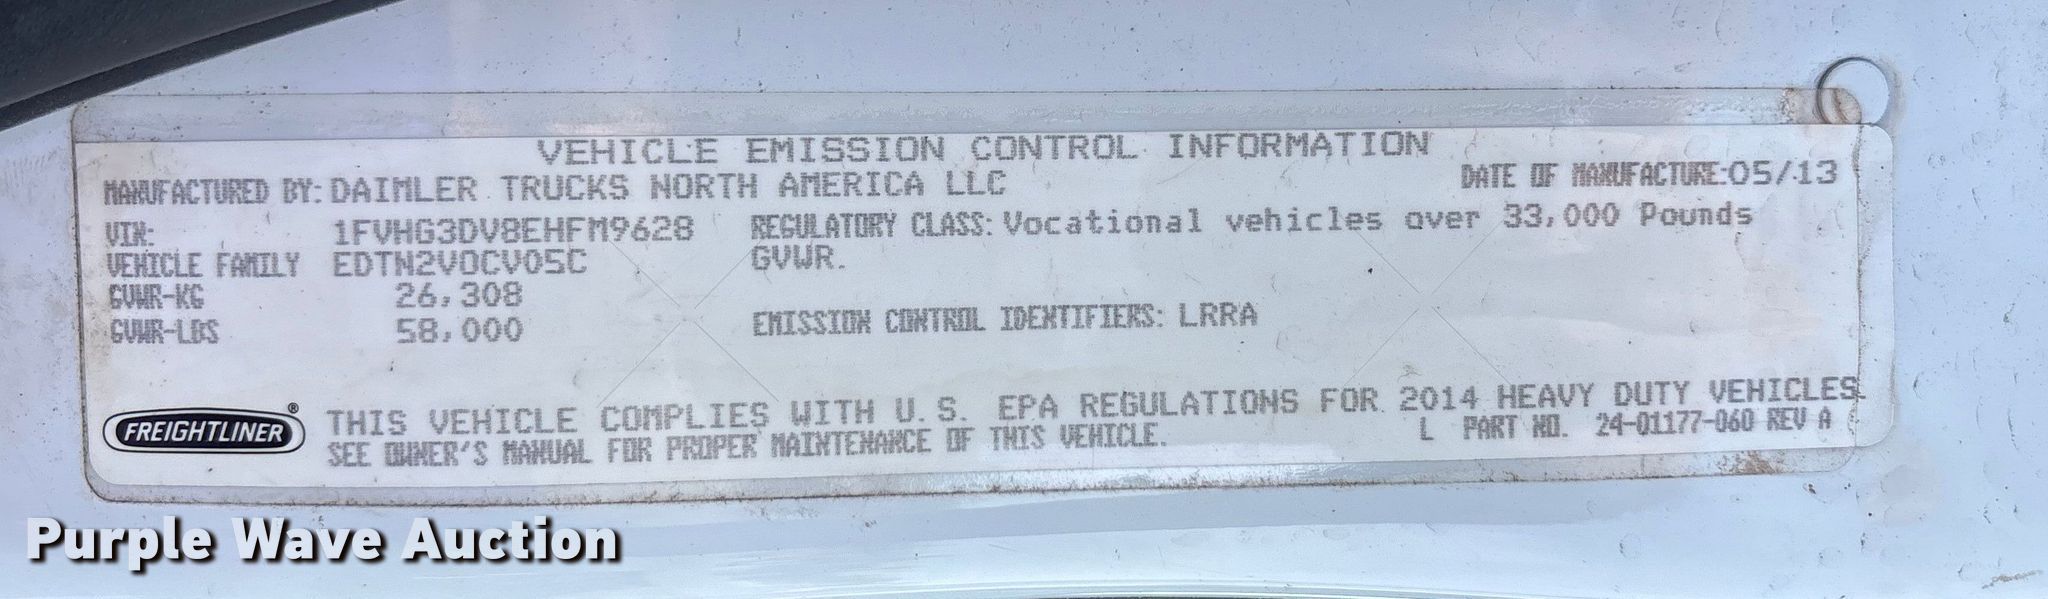 VEHICLE EMISSION CONTROL INFORMATION
MANUFACTURED BY: DAIMLER TRUCKS NORTH AMERICA LLC DATE OF MANUFACTURE: 05/13
VIN: 1FVHG3DV8EHFM9628 REGULATORY CLASS: Vocational vehicles over 33,000 Pounds
VEHICLE FAMILY EDTN2VOCV05C GVWR.
GVWR-KG 26,308
GVWR-LBS 58,000 EMISSION CONTROL IDENTIFIERS: LRRA
FREIGHTLINER®
THIS VEHICLE COMPLIES WITH U.S. EPA REGULATIONS FOR 2014 HEAVY DUTY VEHICLES.
SEE OWNER'S MANUAL FOR PROPER MAINTENANCE OF THIS VEHICLE. L PART NO. 24-01177-060 REV A
Purple Wave Auction